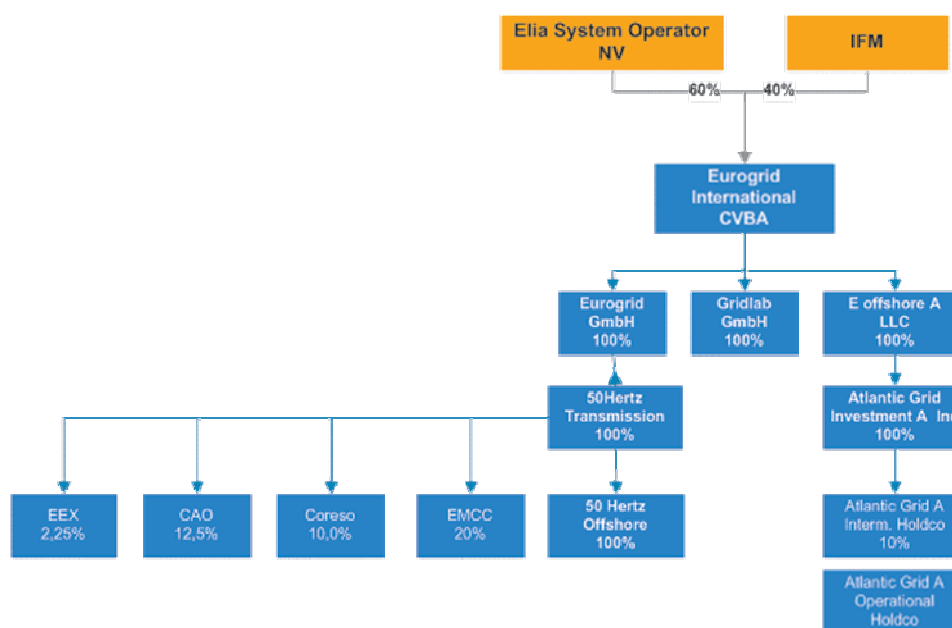 Elia System Operator
NV
IFM
60%
40%
Eurogrid
International
CVBA
Eurogrid
GmbH
100%
Gridlab
GmbH
100%
E offshore A
LLC
100%
50Hertz
Transmission
100%
Atlantic Grid
Investment A In
100%
EEX
2,25%
CAO
12,5%
Coreso
10,0%
EMCC
20%
50 Hertz
Offshore
100%
Atlantic Grid A
Interm. Holdco
10%
Atlantic Grid A
Operational
Holdco